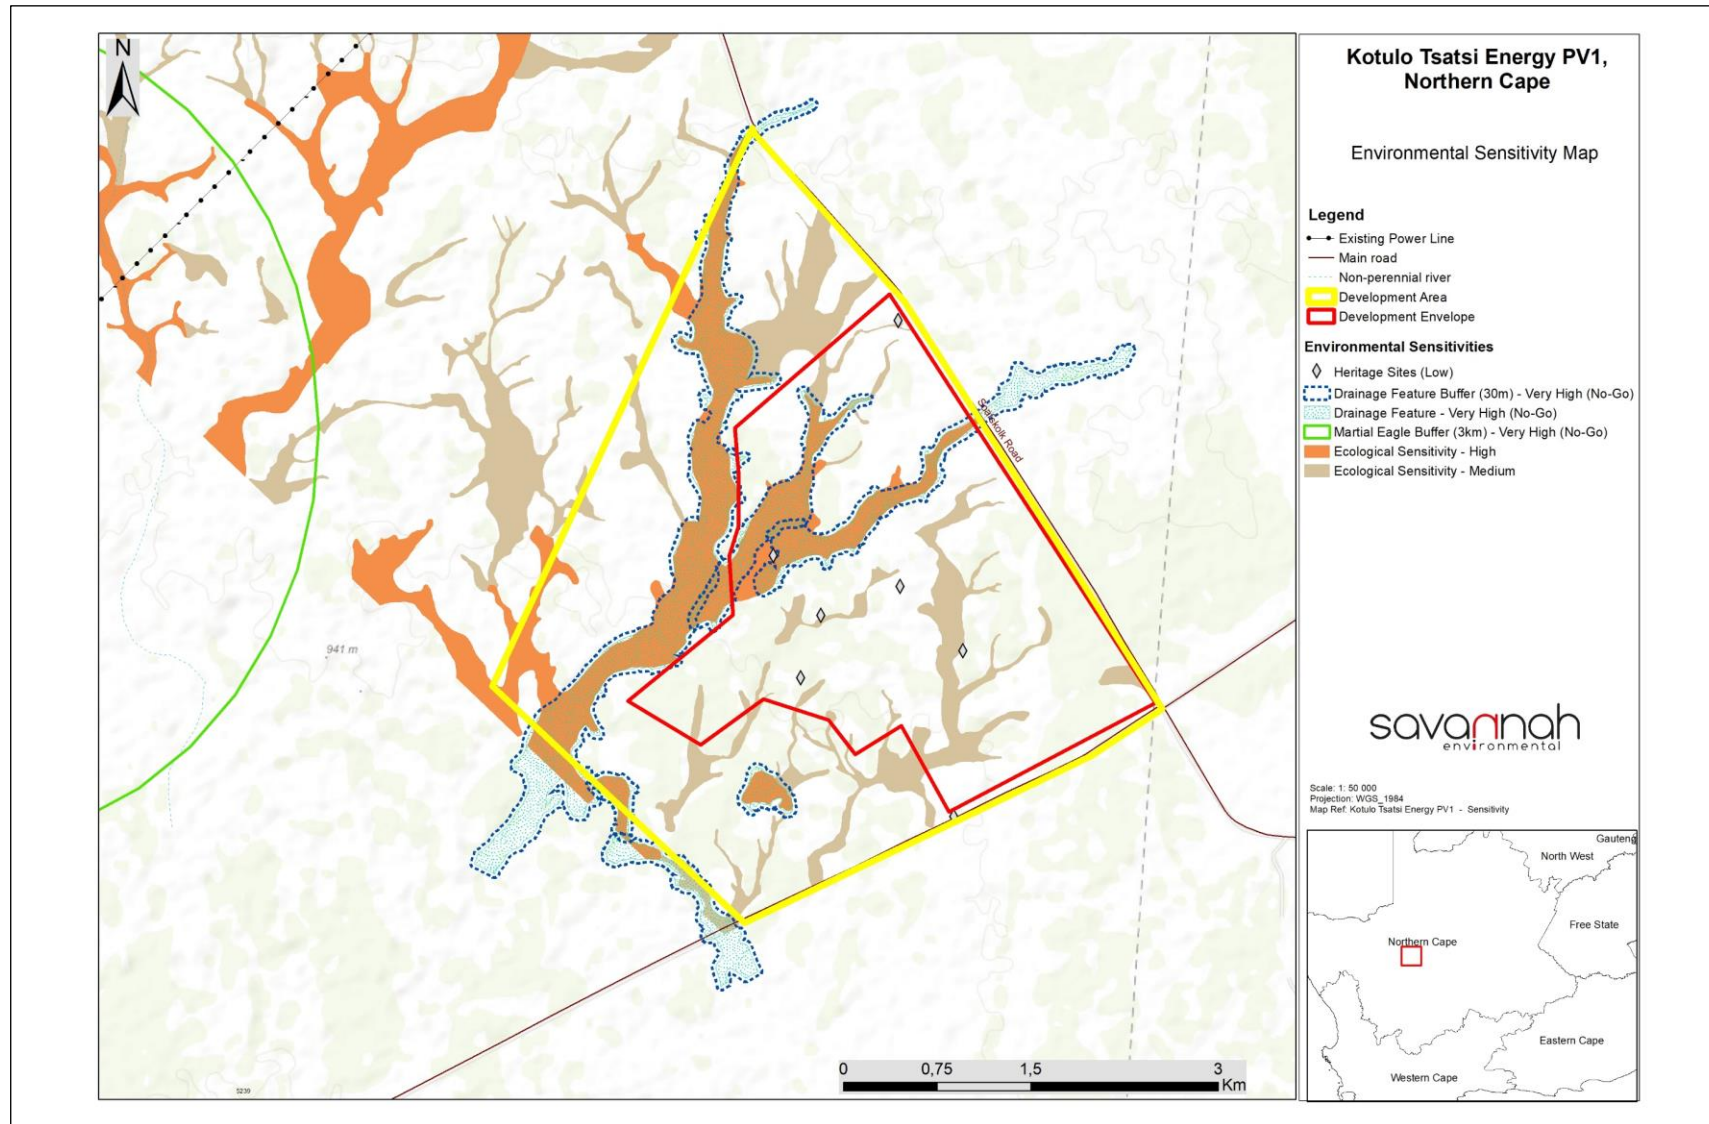 N
Soafskolk Road
941 m
5239
0
0,75
1,5
3
Km
Kotulo Tsatsi Energy PV1,
Northern Cape
Environmental Sensitivity Map
Legend
Existing Power Line
Main road
Non-perennial river
Development Area
Development Envelope
Environmental Sensitivities
Heritage Sites (Low)
Drainage Feature Buffer (30m) - Very High (No-Go)
Drainage Feature - Very High (No-Go)
Martial Eagle Buffer (3km) - Very High (No-Go)
Ecological Sensitivity - High
Ecological Sensitivity - Medium
savannah
environmental
Scale: 1: 50 000
Projection: WGS_1984
Map Ref: Kotulo Tsatsi Energy PV1 - Sensitivity
Gauteng
North West
Free State
Northern Cape
Eastern Cape
Western Cape